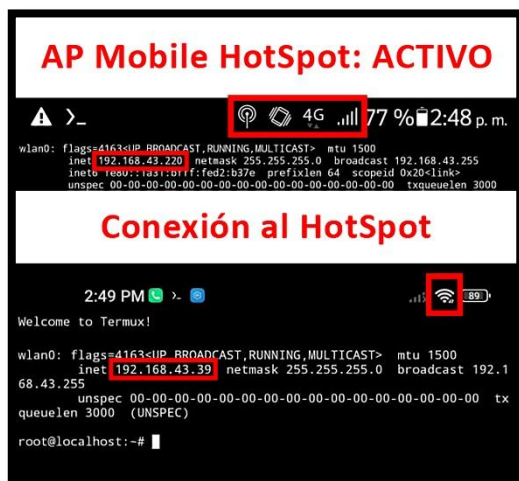 AP Mobile HotSpot: ACTIVO
>_ 4G 77 % 2:48 p. m.
wlan0: flags=4163<UP,BROADCAST,RUNNING,MULTICAST> mtu 1500
inet 192.168.43.220 netmask 255.255.255.0 broadcast 192.168.43.255
inet6 fe80::1a31:bfff:fed2:b37e prefixlen 64 scopeid 0x20<link>
unspec 00-00-00-00-00-00-00-00-00-00-00-00-00-00-00-00 txqueuelen 3000
Conexión al HotSpot
2:49 PM >_ 89
Welcome to Termux!
wlan0: flags=4163<UP,BROADCAST,RUNNING,MULTICAST> mtu 1500
inet 192.168.43.39 netmask 255.255.255.0 broadcast 192.1
68.43.255
unspec 00-00-00-00-00-00-00-00-00-00-00-00-00-00-00-00 tx
queuelen 3000 (UNSPEC)
root@localhost:~#